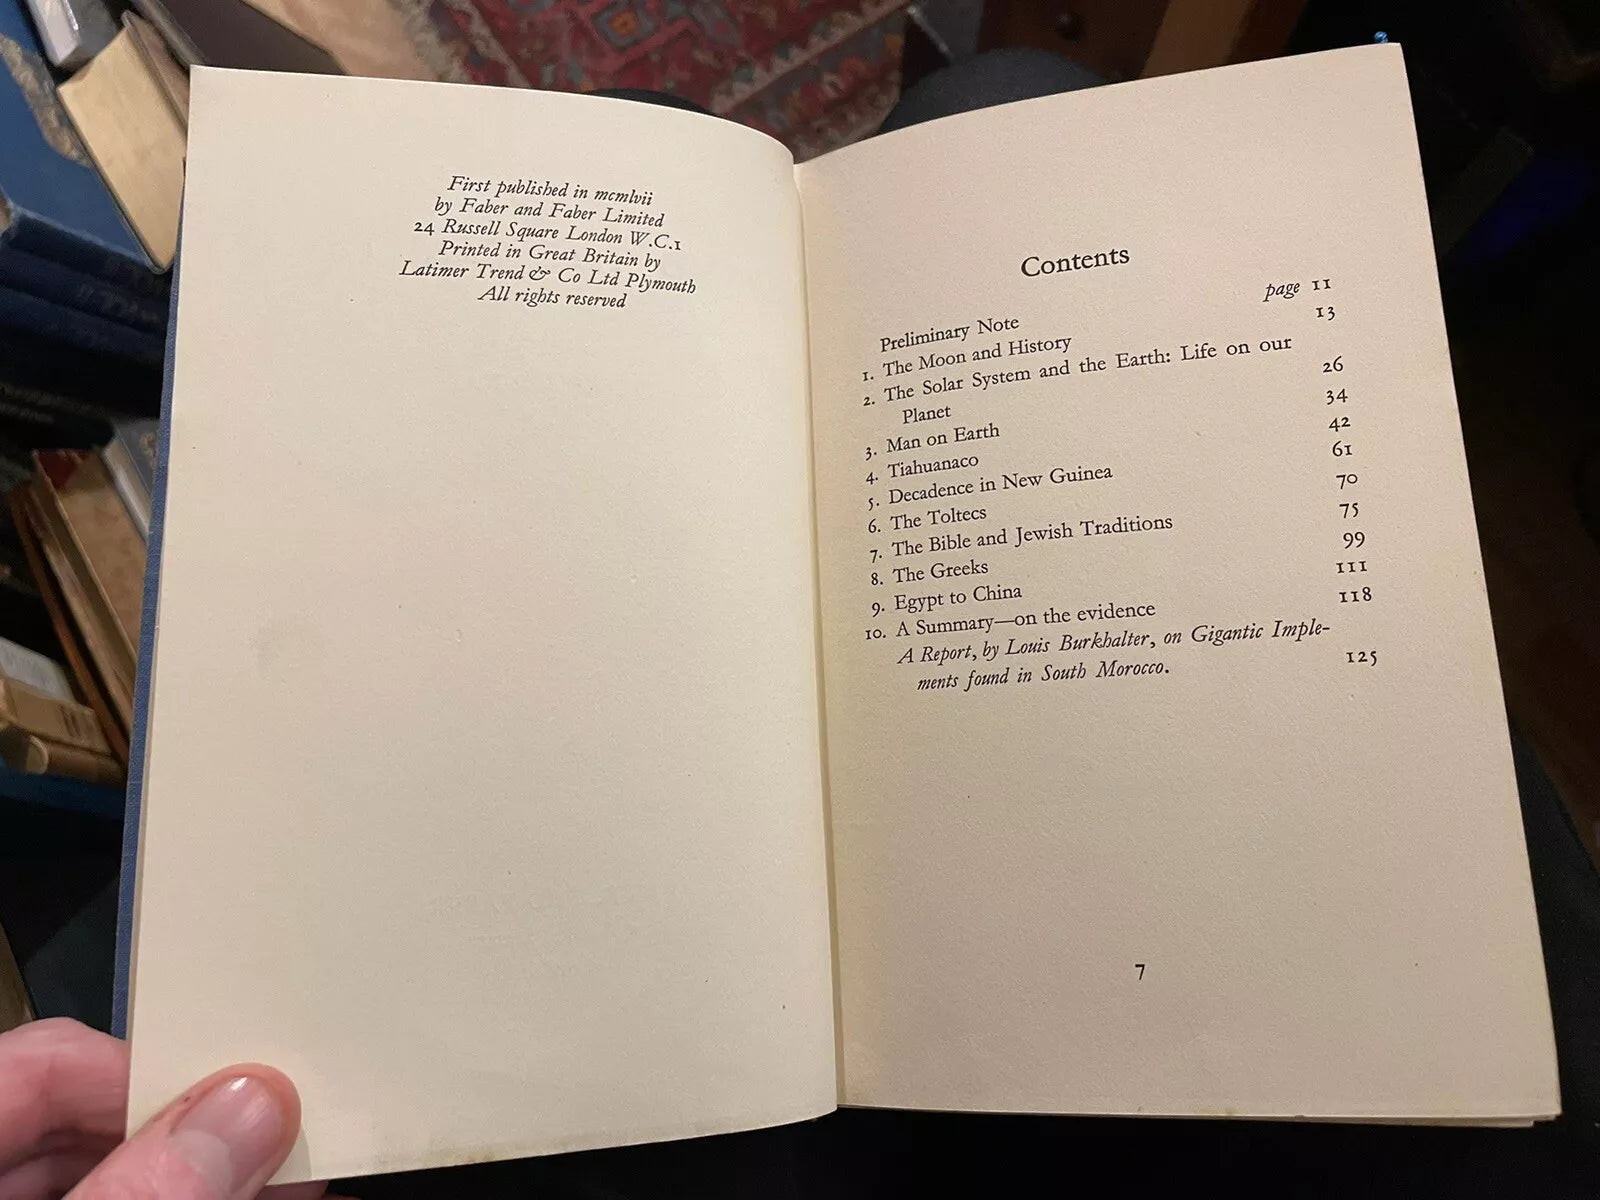 First published in mcmlvii
by Faber and Faber Limited
24 Russell Square London W.C.1
Printed in Great Britain by
Latimer Trend & Co Ltd Plymouth
All rights reserved
Contents
Preliminary Note page 11
1. The Moon and History 13
2. The Solar System and the Earth: Life on our
Planet 26
3. Man on Earth 34
4. Tiahuanaco 42
5. Decadence in New Guinea 61
6. The Toltecs 70
7. The Bible and Jewish Traditions 75
8. The Greeks 99
9. Egypt to China 111
10. A Summary—on the evidence 118
A Report, by Louis Burkhalter, on Gigantic Imple-
ments found in South Morocco. 125
7